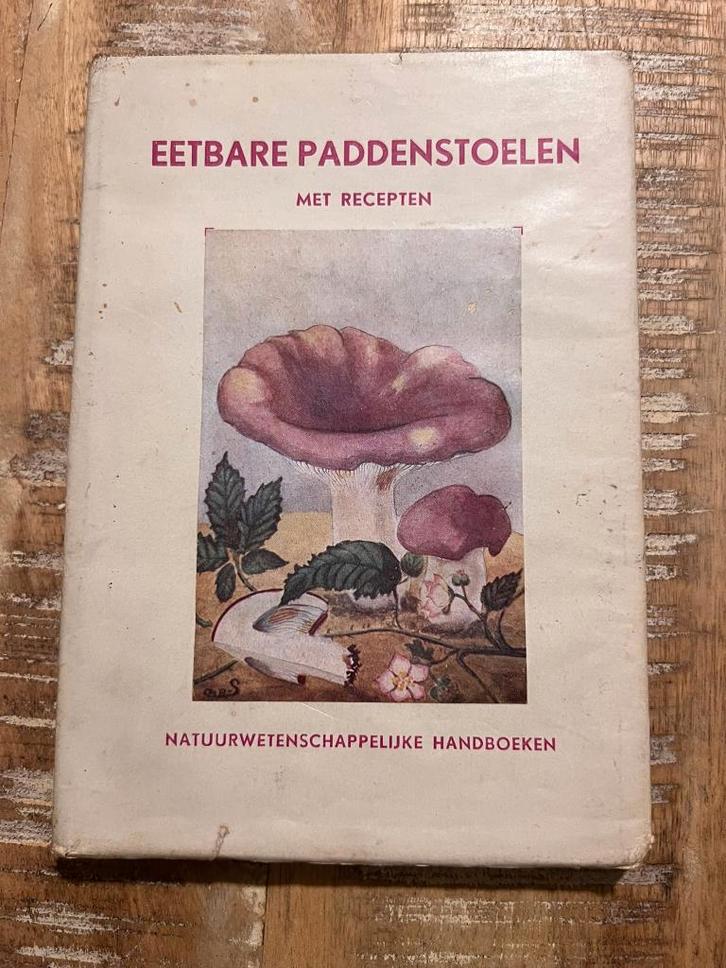 EETBARE PADDENSTOELEN
MET RECEPTEN
NATUURWETENSCHAPPELIJKE HANDBOEKEN